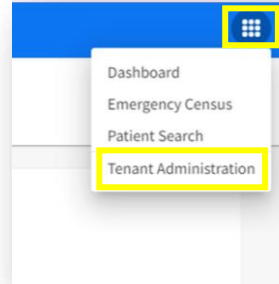 Dashboard
Emergency Census
Patient Search
Tenant Administration